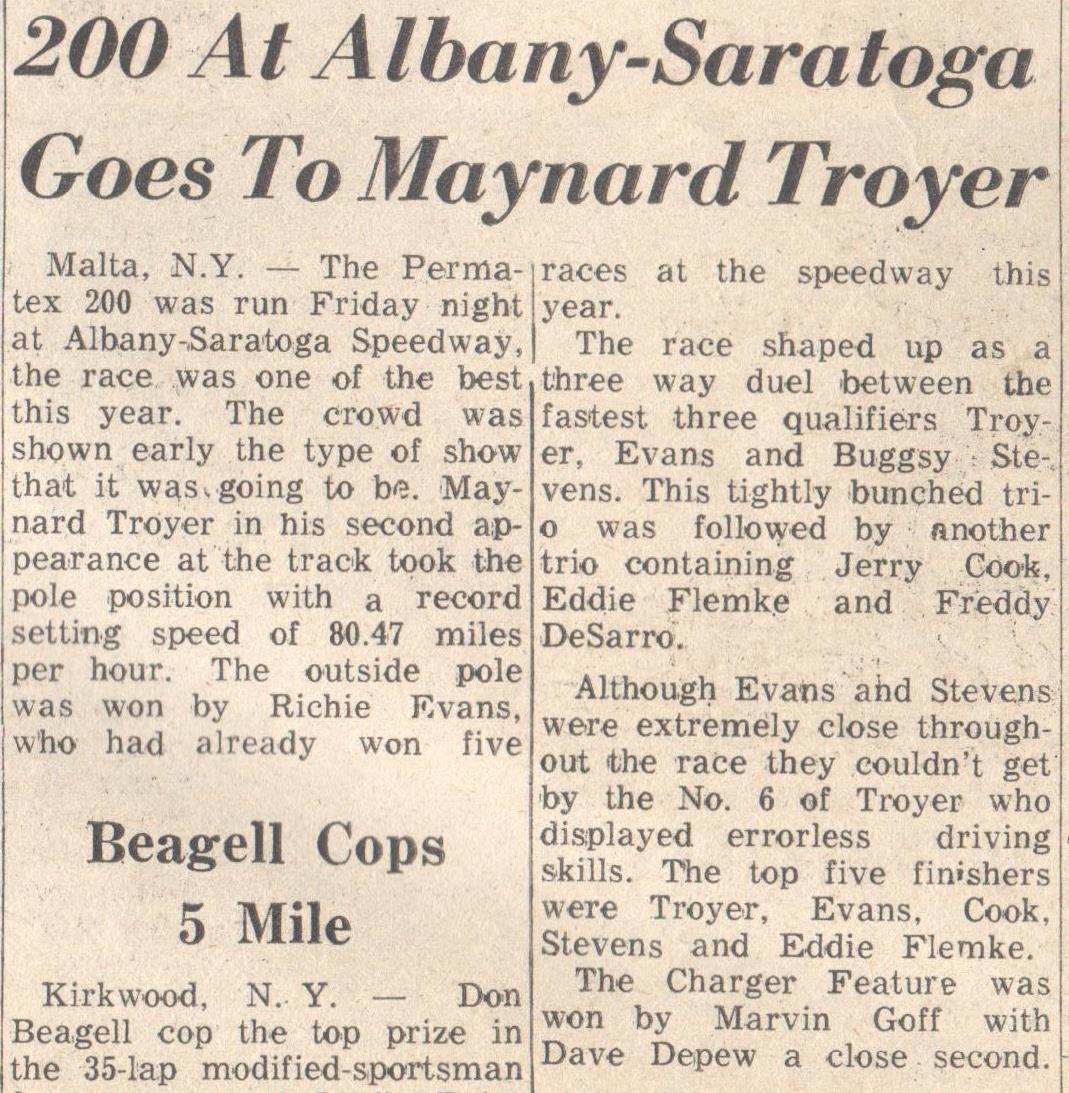 200 At Albany-Saratoga
Goes To Maynard Troyer
Malta, N.Y. — The Perma-
tex 200 was run Friday night
at Albany-Saratoga Speedway,
the race was one of the best
this year. The crowd was
shown early the type of show
that it was going to be. May-
nard Troyer in his second ap-
pearance at the track took the
pole position with a record
setting speed of 80.47 miles
per hour. The outside pole
was won by Richie Evans,
who had already won five
races at the speedway this
year.
The race shaped up as a
three way duel between the
fastest three qualifiers Troy-
er, Evans and Buggsy Ste-
vens. This tightly bunched tri-
o was followed by another
trio containing Jerry Cook,
Eddie Flemke and Freddy
DeSarro.
Although Evans and Stevens
were extremely close through-
out the race they couldn't get
by the No. 6 of Troyer who
displayed errorless driving
skills. The top five finishers
were Troyer, Evans, Cook,
Stevens and Eddie Flemke.
The Charger Feature was
won by Marvin Goff with
Dave Depew a close second.
Beagell Cops
5 Mile
Kirkwood, N. Y. — Don
Beagell cop the top prize in
the 35-lap modified-sportsman